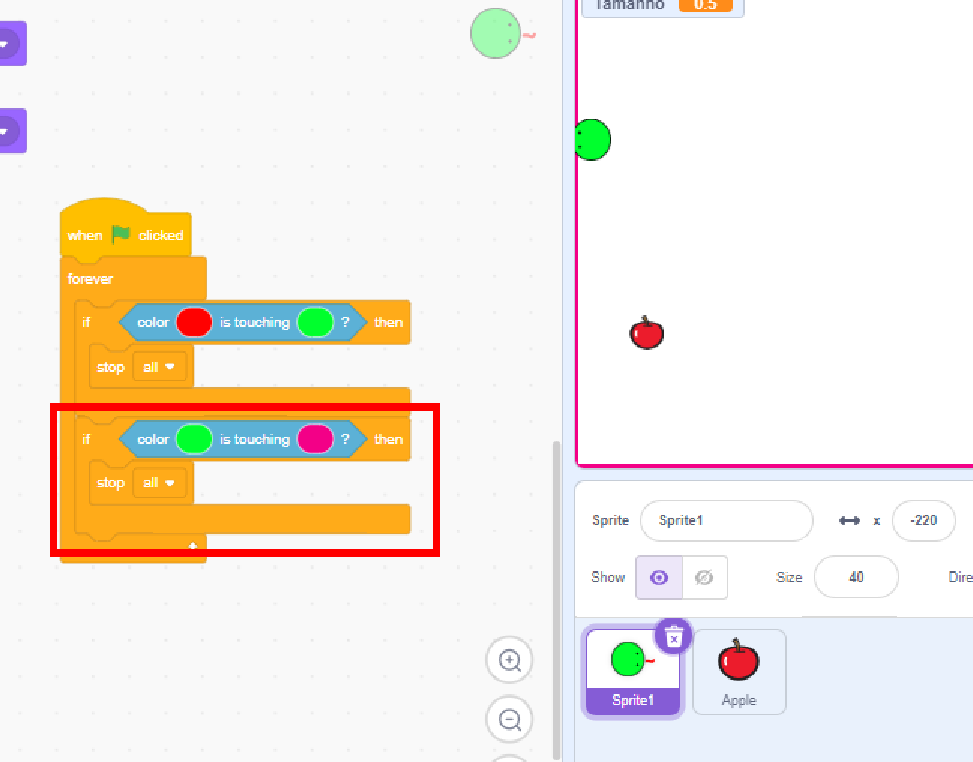 Tamanho 0.5
when clicked
forever
if color is touching ? then
stop all
if color is touching ? then
stop all
Sprite Sprite1 x -220
Show Size 40 Dire
Sprite1 Apple